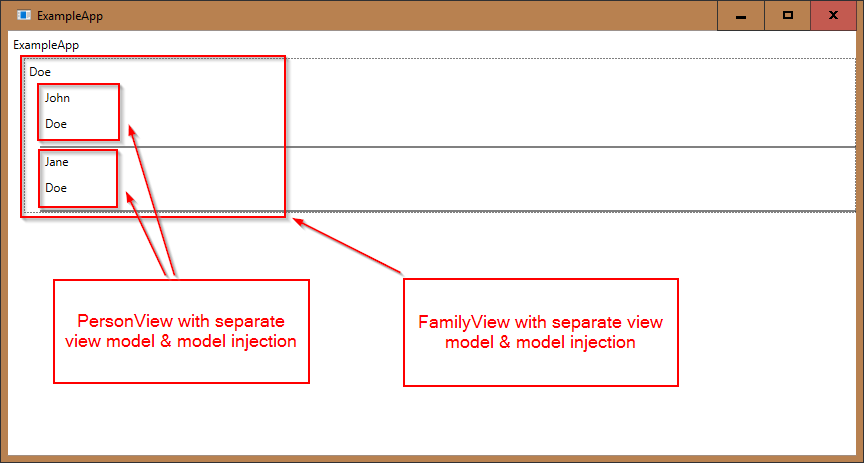 ExampleApp
ExampleApp
Doe
John
Doe
Jane
Doe
PersonView with separate
view model & model injection
FamilyView with separate view
model & model injection